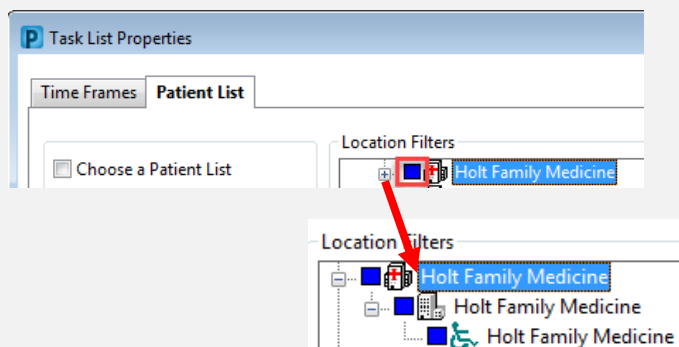 Task List Properties
Time Frames Patient List
Location Filters
Choose a Patient List
Holt Family Medicine
Location Filters
Holt Family Medicine
Holt Family Medicine
Holt Family Medicine